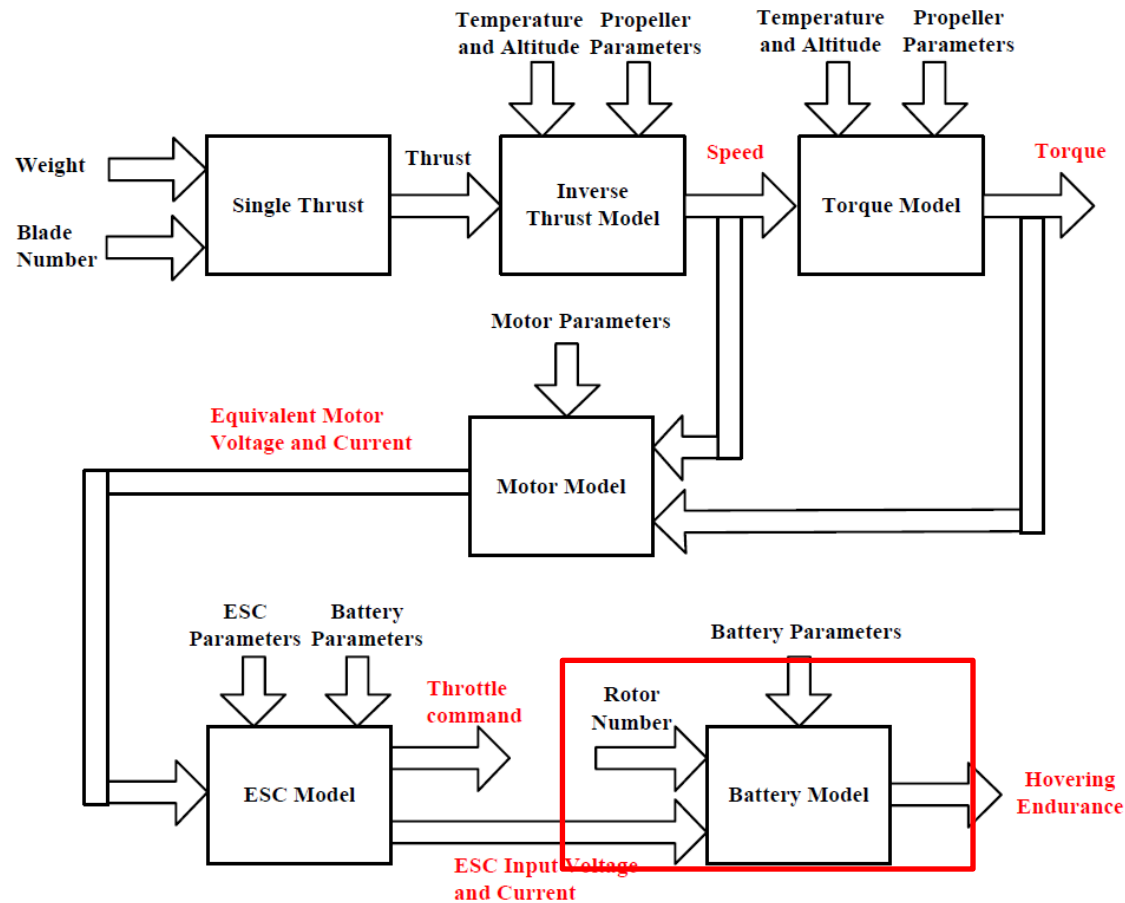 Temperature
and Altitude
Propeller
Parameters
Temperature
and Altitude
Propeller
Parameters
Weight
Blade
Number
Single Thrust
Thrust
Inverse
Thrust Model
Speed
Torque Model
Torque
Motor Parameters
Equivalent Motor
Voltage and Current
Motor Model
ESC
Parameters
Battery
Parameters
Throttle
command
Rotor
Number
Battery Parameters
ESC Model
Battery Model
Hovering
Endurance
ESC Input Voltage
and Current